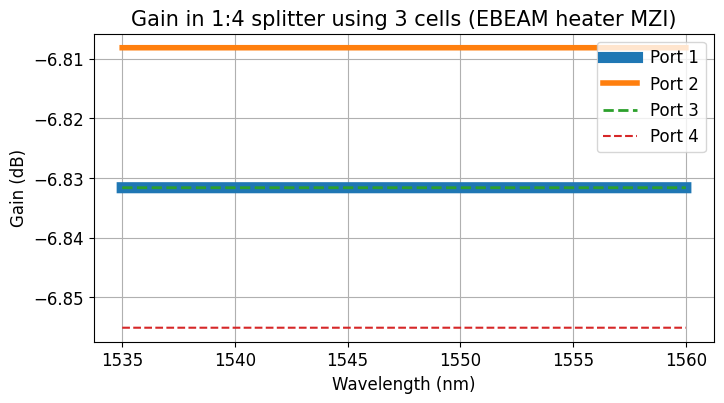 Gain in 1:4 splitter using 3 cells (EBEAM heater MZI)
Gain (dB)
−6.81
−6.82
−6.83
−6.84
−6.85
Port 1
Port 2
Port 3
Port 4
1535 1540 1545 1550 1555 1560
Wavelength (nm)